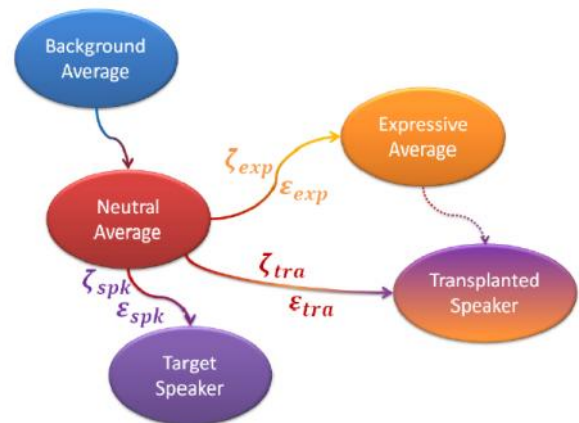 Background
Average
Expressive
Average
ζexp
εexp
Neutral
Average
ζtra
εtra
Transplanted
Speaker
ζspk
εspk
Target
Speaker